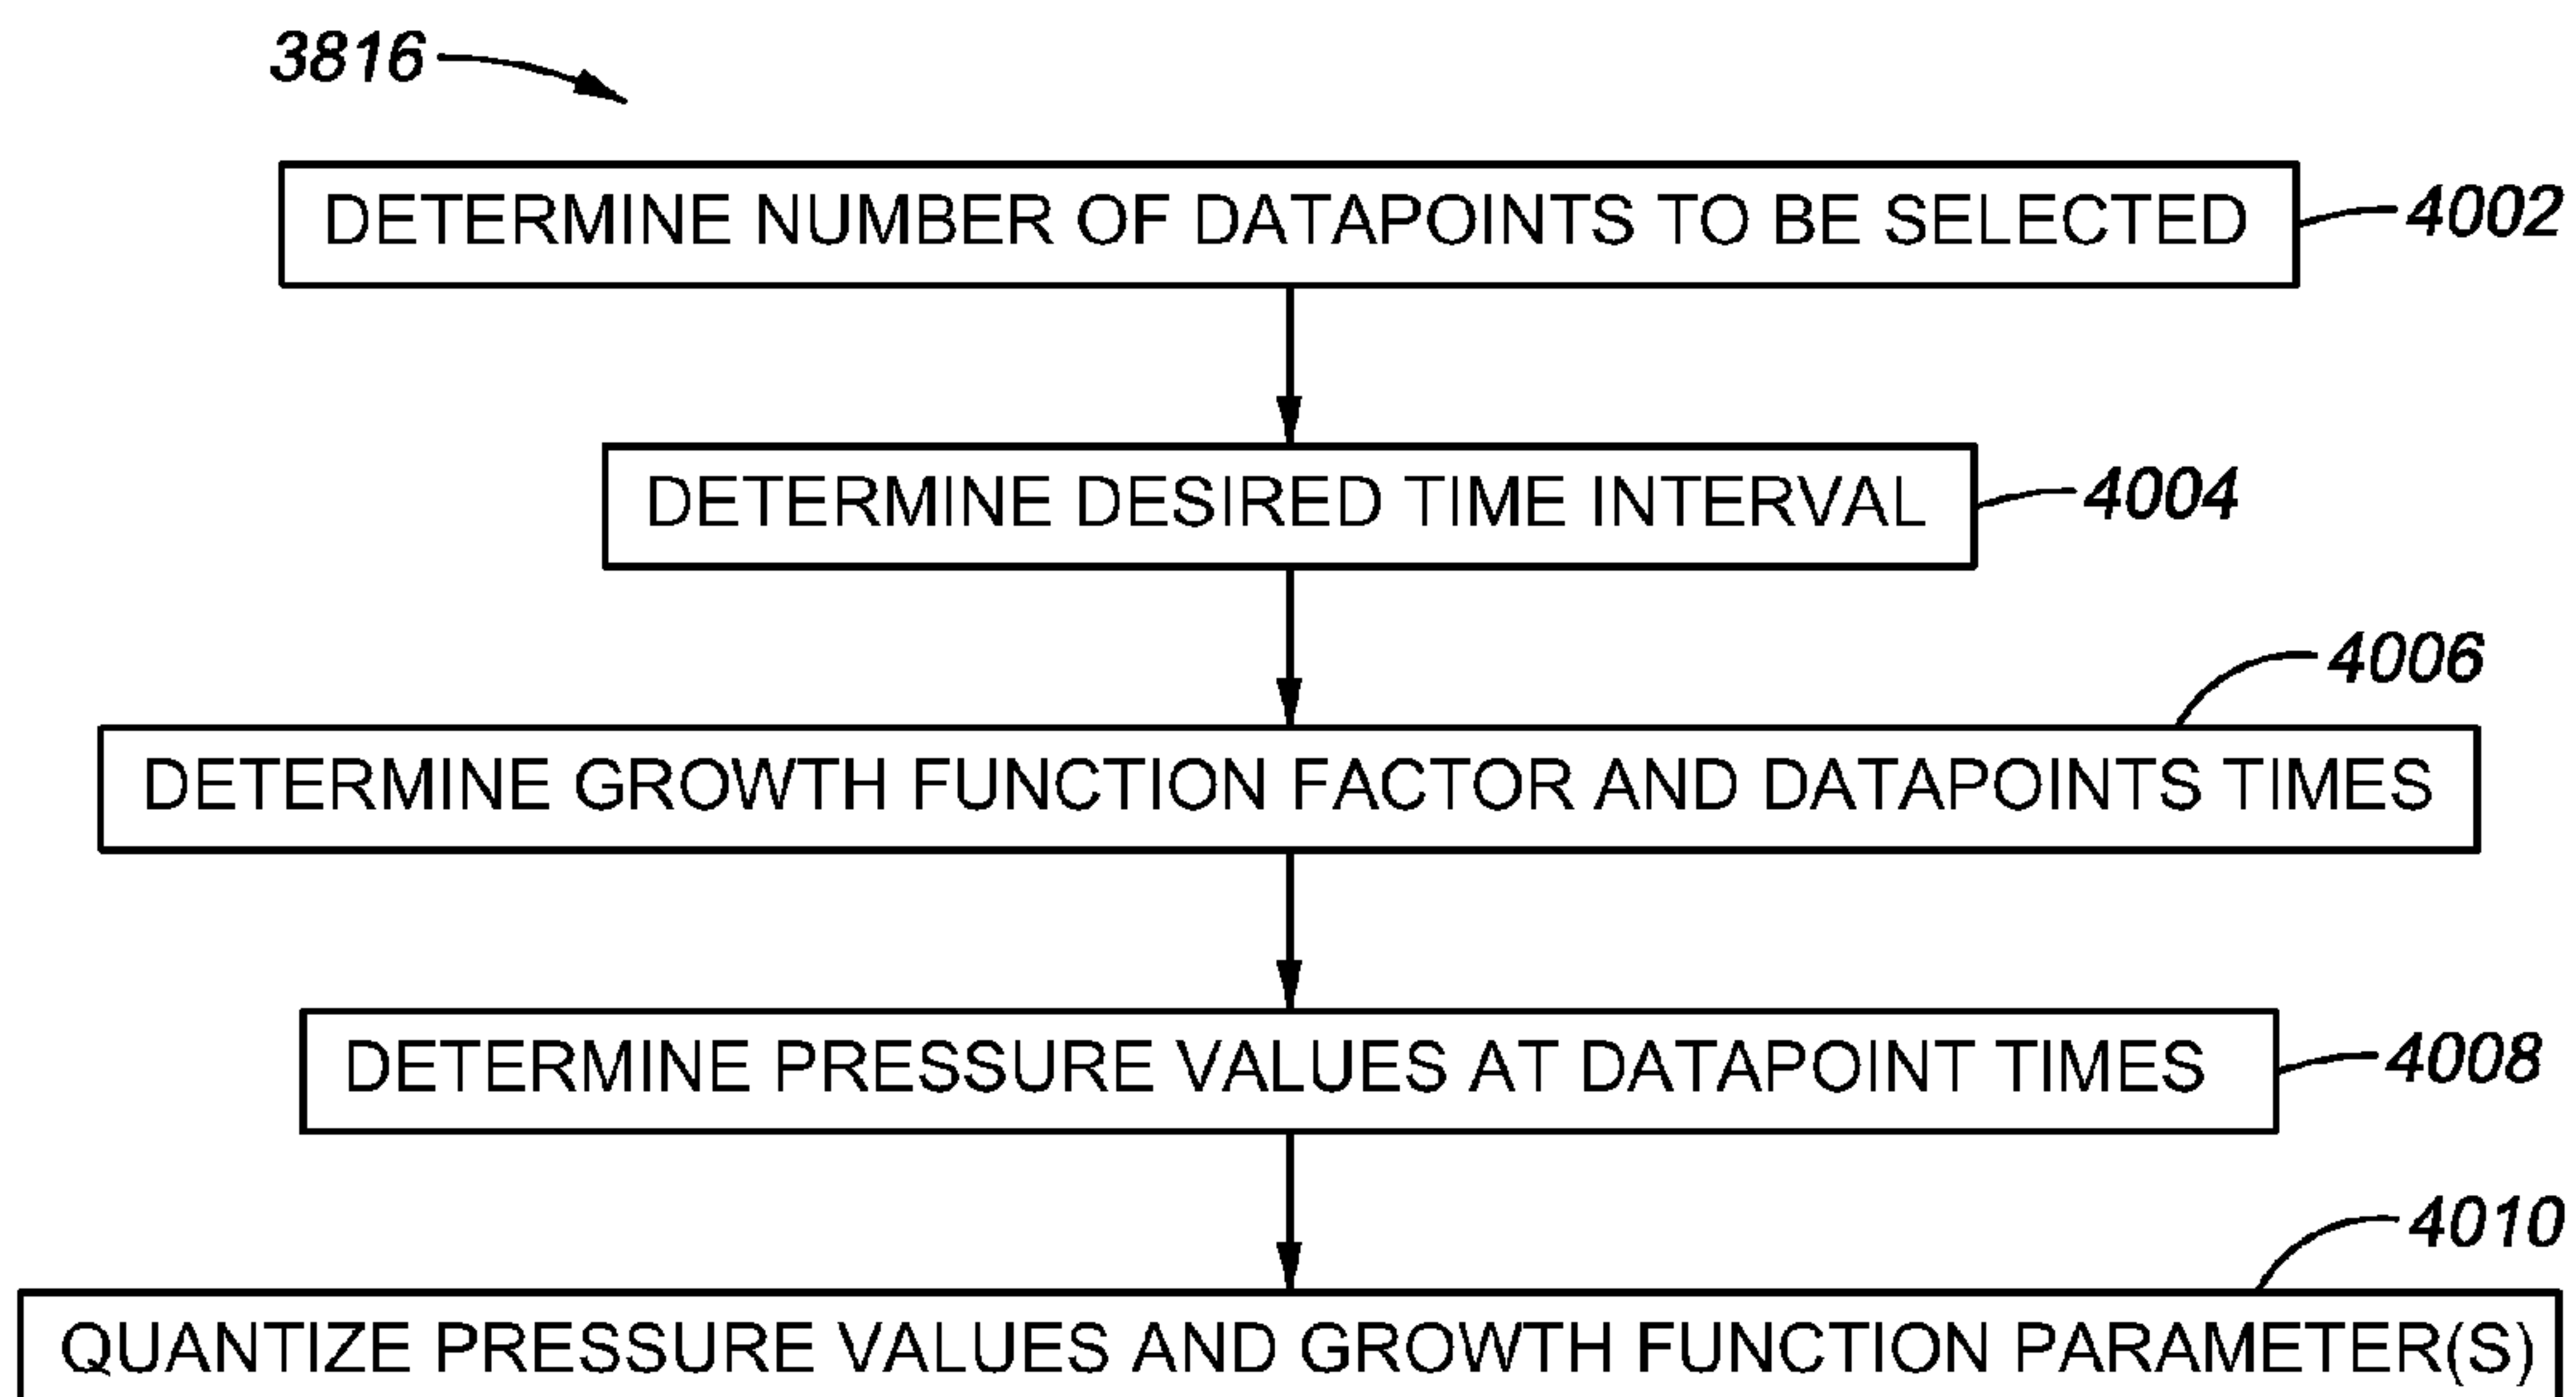 3816
DETERMINE NUMBER OF DATAPOINTS TO BE SELECTED
4002
DETERMINE DESIRED TIME INTERVAL
4004
4006
DETERMINE GROWTH FUNCTION FACTOR AND DATAPOINTS TIMES
DETERMINE PRESSURE VALUES AT DATAPOINT TIMES
4008
4010
QUANTIZE PRESSURE VALUES AND GROWTH FUNCTION PARAMETER(S)